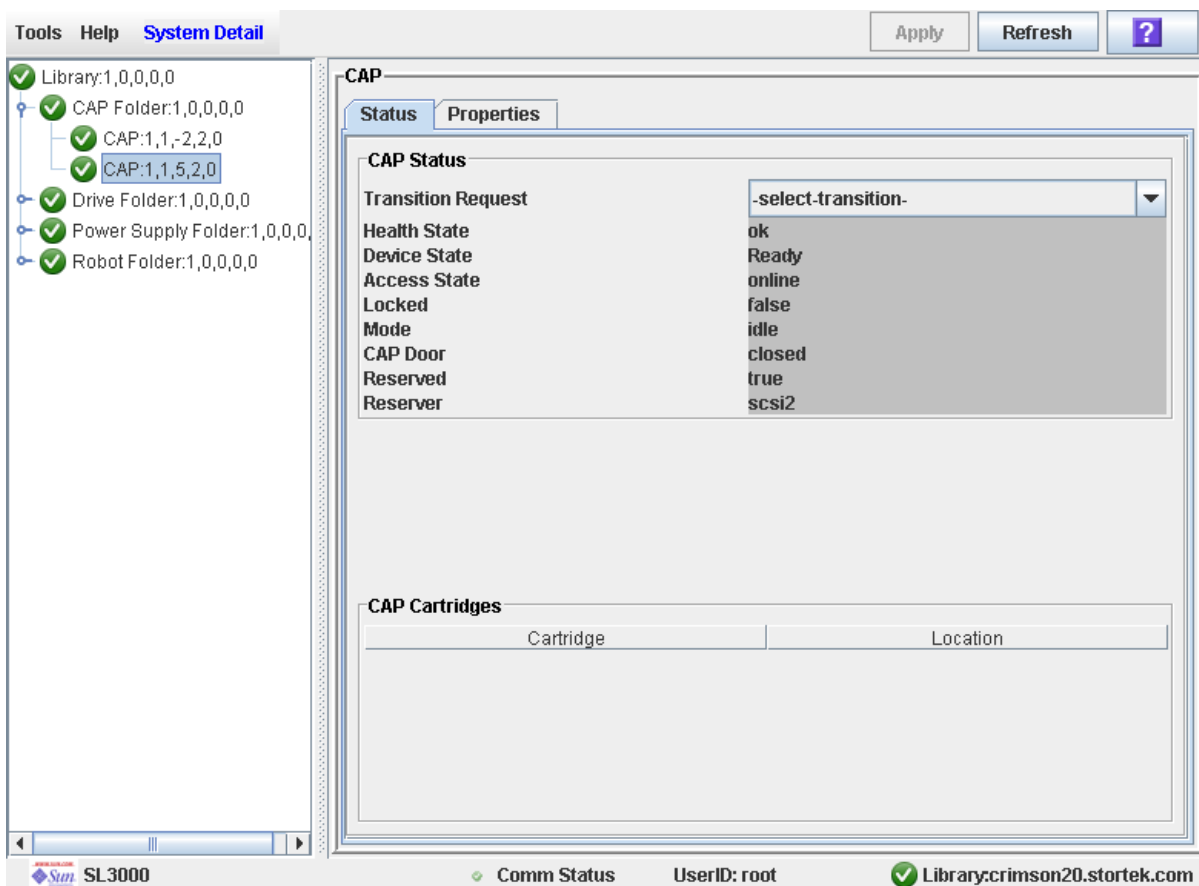 Tools Help System Detail Apply Refresh ?
Library:1,0,0,0,0
CAP Folder:1,0,0,0,0
CAP:1,1,-2,2,0
CAP:1,1,5,2,0
Drive Folder:1,0,0,0,0
Power Supply Folder:1,0,0,0,
Robot Folder:1,0,0,0,0
CAP
Status Properties
CAP Status
Transition Request -select-transition-
Health State ok
Device State Ready
Access State online
Locked false
Mode idle
CAP Door closed
Reserved true
Reserver scsi2
CAP Cartridges
Cartridge Location
Sun SL3000 Comm Status UserID: root Library:crimson20.stortek.com